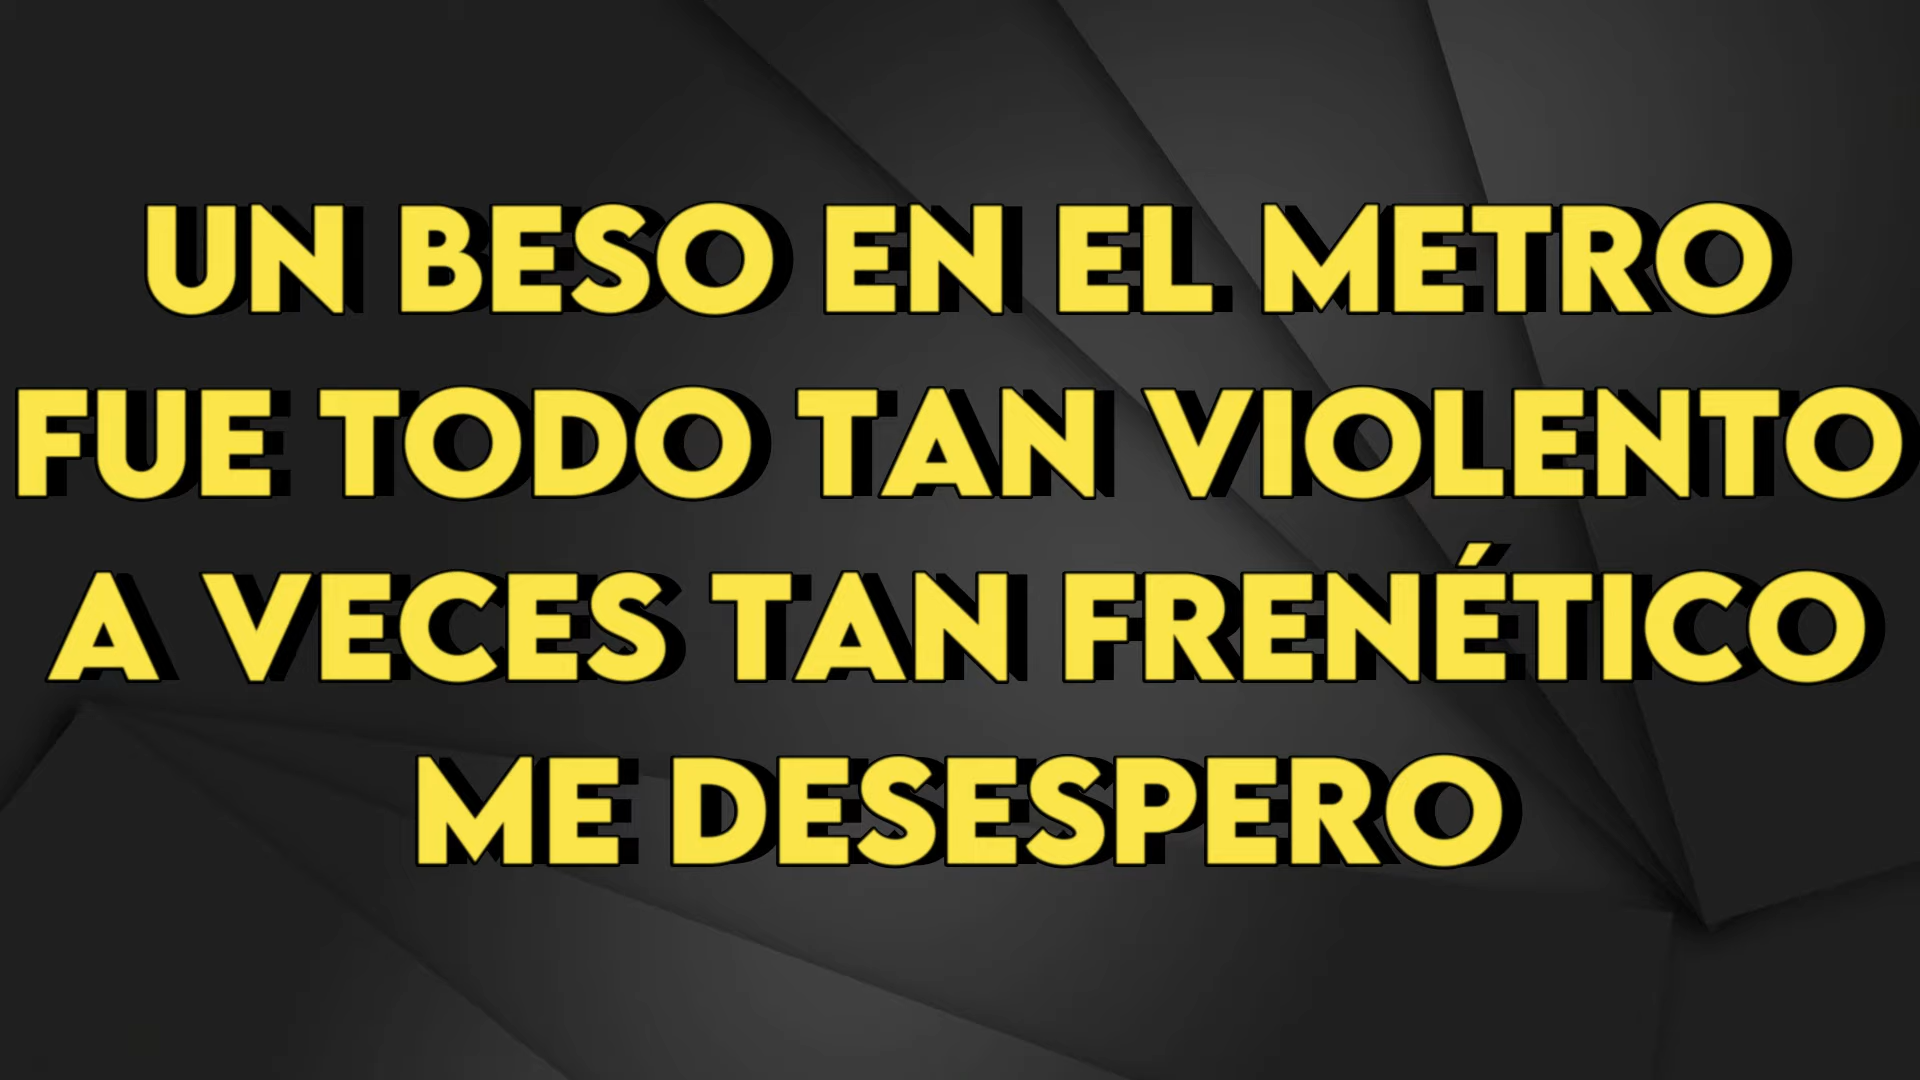 UN BESO EN EL METRO
FUE TODO TAN VIOLENTO
A VECES TAN FRENÉTICO
ME DESESPERO